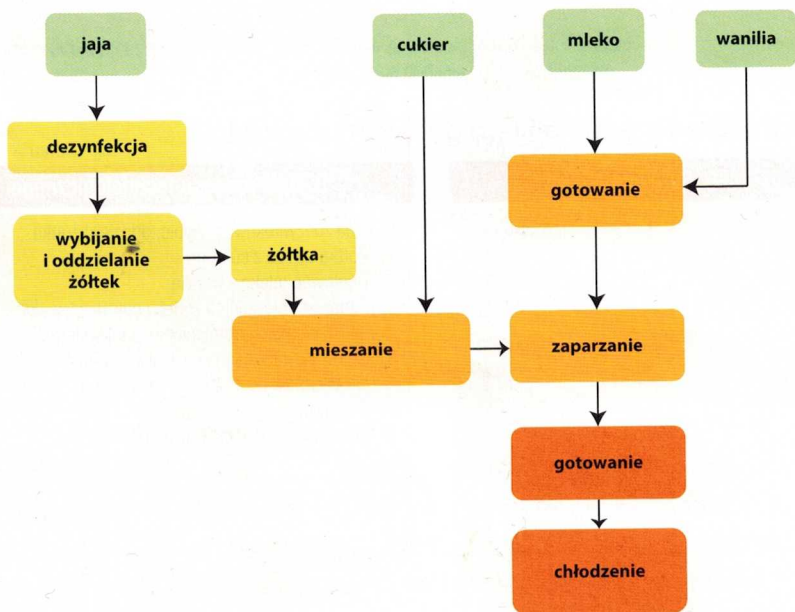 jaja
cukier
mleko
wanilia
dezynfekcja
gotowanie
wybijanie
i oddzielanie
żółtek
żółtka
mieszanie
zaparzanie
gotowanie
chłodzenie